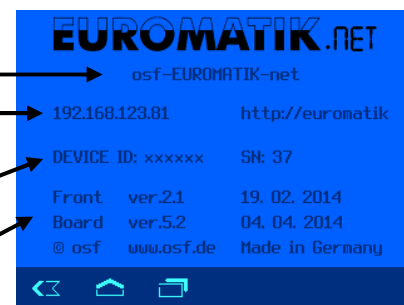 EUROMATIK.NET
osf-EUROMATIK-net
192.168.123.81 http://euromatik
DEVICE ID: xxxxxx SN: 37
Front ver.2.1 19. 02. 2014
Board ver.5.2 04. 04. 2014
© osf www.osf.de Made in Germany